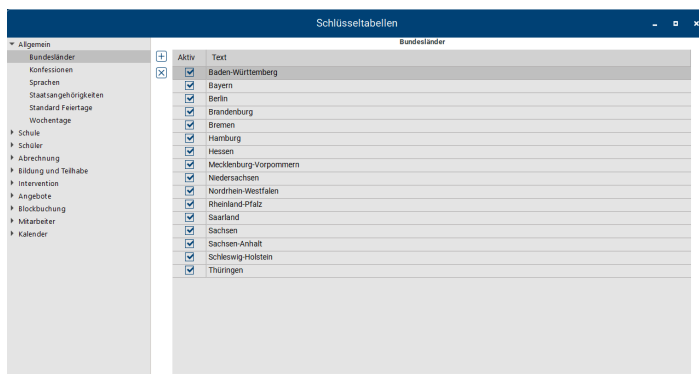 Schlüsseltabellen
Allgemein
Bundesländer
Konfessionen
Sprachen
Staatsangehörigkeiten
Standard Feiertage
Wochentage
Schule
Schüler
Abrechnung
Bildung und Teilhabe
Intervention
Angebote
Blockbuchung
Mitarbeiter
Kalender
Bundesländer
Aktiv Text
Baden-Württemberg
Bayern
Berlin
Brandenburg
Bremen
Hamburg
Hessen
Mecklenburg-Vorpommern
Niedersachsen
Nordrhein-Westfalen
Rheinland-Pfalz
Saarland
Sachsen
Sachsen-Anhalt
Schleswig-Holstein
Thüringen